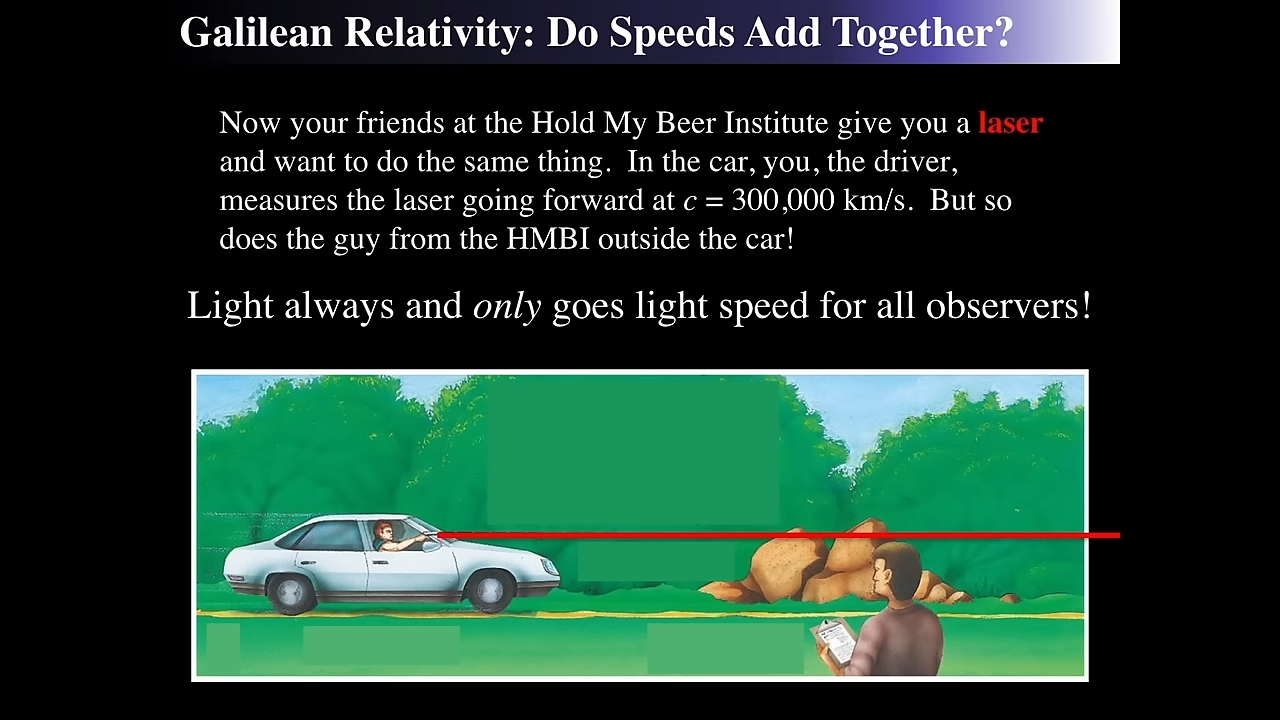 Galilean Relativity: Do Speeds Add Together?
Now your friends at the Hold My Beer Institute give you a laser
and want to do the same thing.  In the car, you, the driver,
measures the laser going forward at c = 300,000 km/s.  But so
does the guy from the HMBI outside the car!
Light always and only goes light speed for all observers!